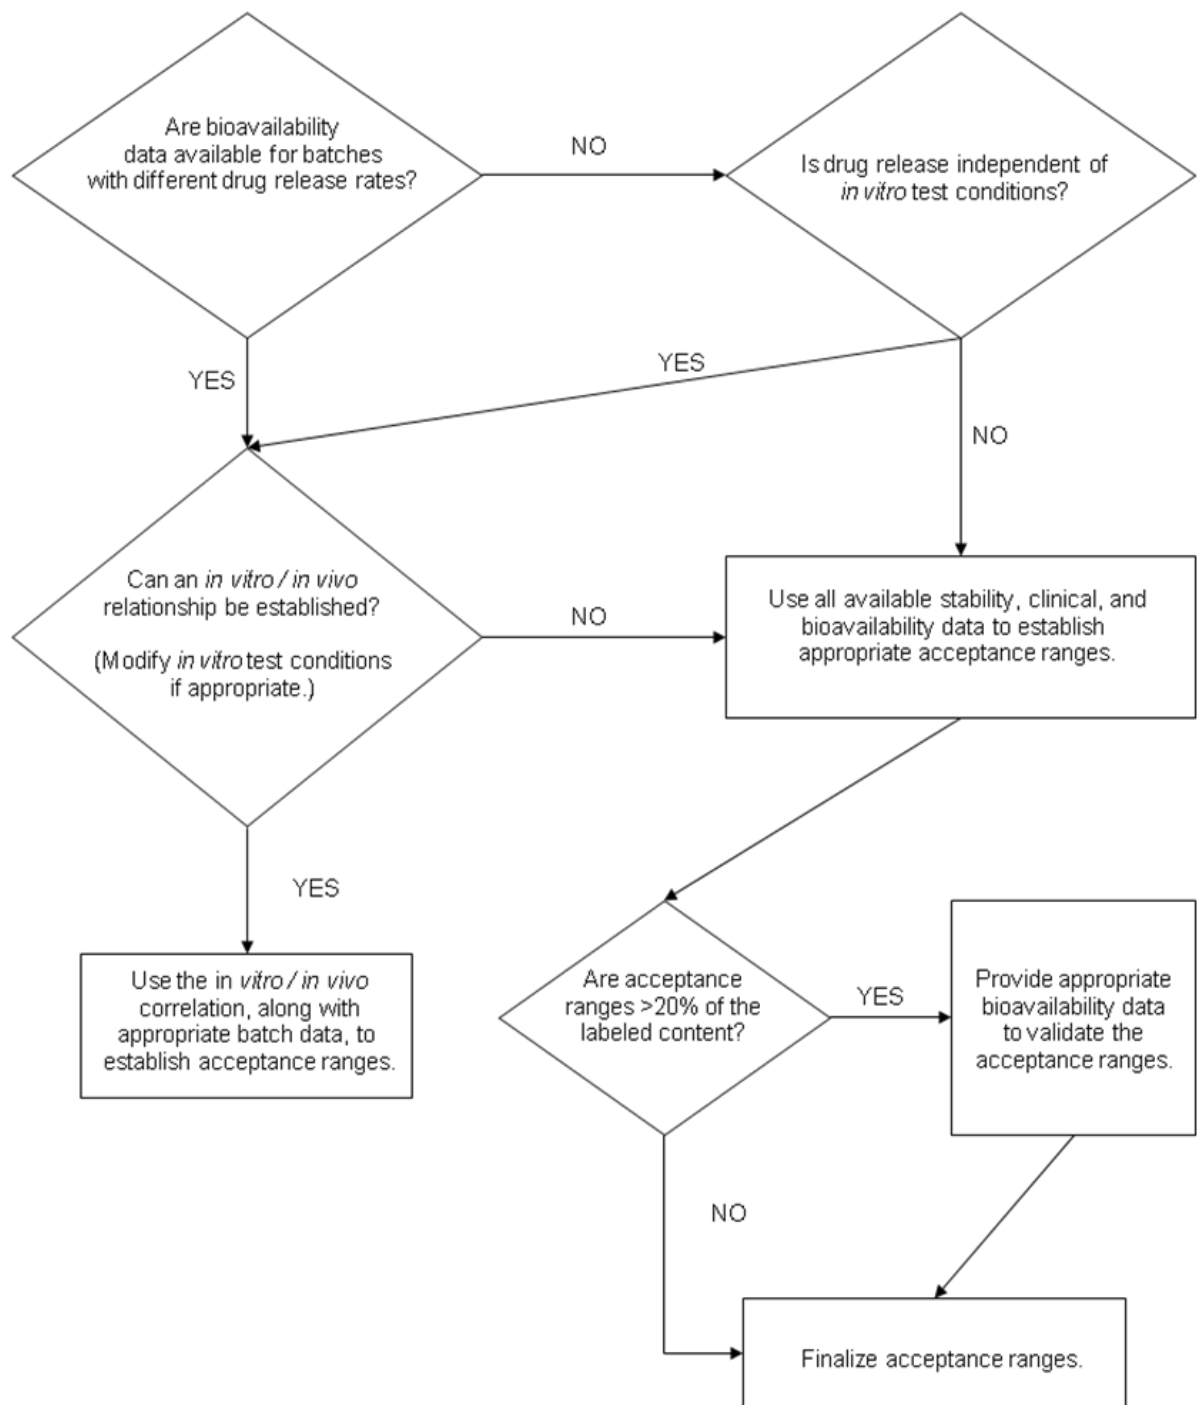 Are bioavailability
data available for batches
with different drug release rates?
NO
Is drug release independent of
in vitro test conditions?
YES
YES
NO
Can an in vitro / in vivo
relationship be established?
(Modify in vitro test conditions
if appropriate.)
NO
Use all available stability, clinical, and
bioavailability data to establish
appropriate acceptance ranges.
YES
Use the in vitro / in vivo
correlation, along with
appropriate batch data, to
establish acceptance ranges.
Are acceptance
ranges >20% of the
labeled content?
YES
Provide appropriate
bioavailability data
to validate the
acceptance ranges.
NO
Finalize acceptance ranges.